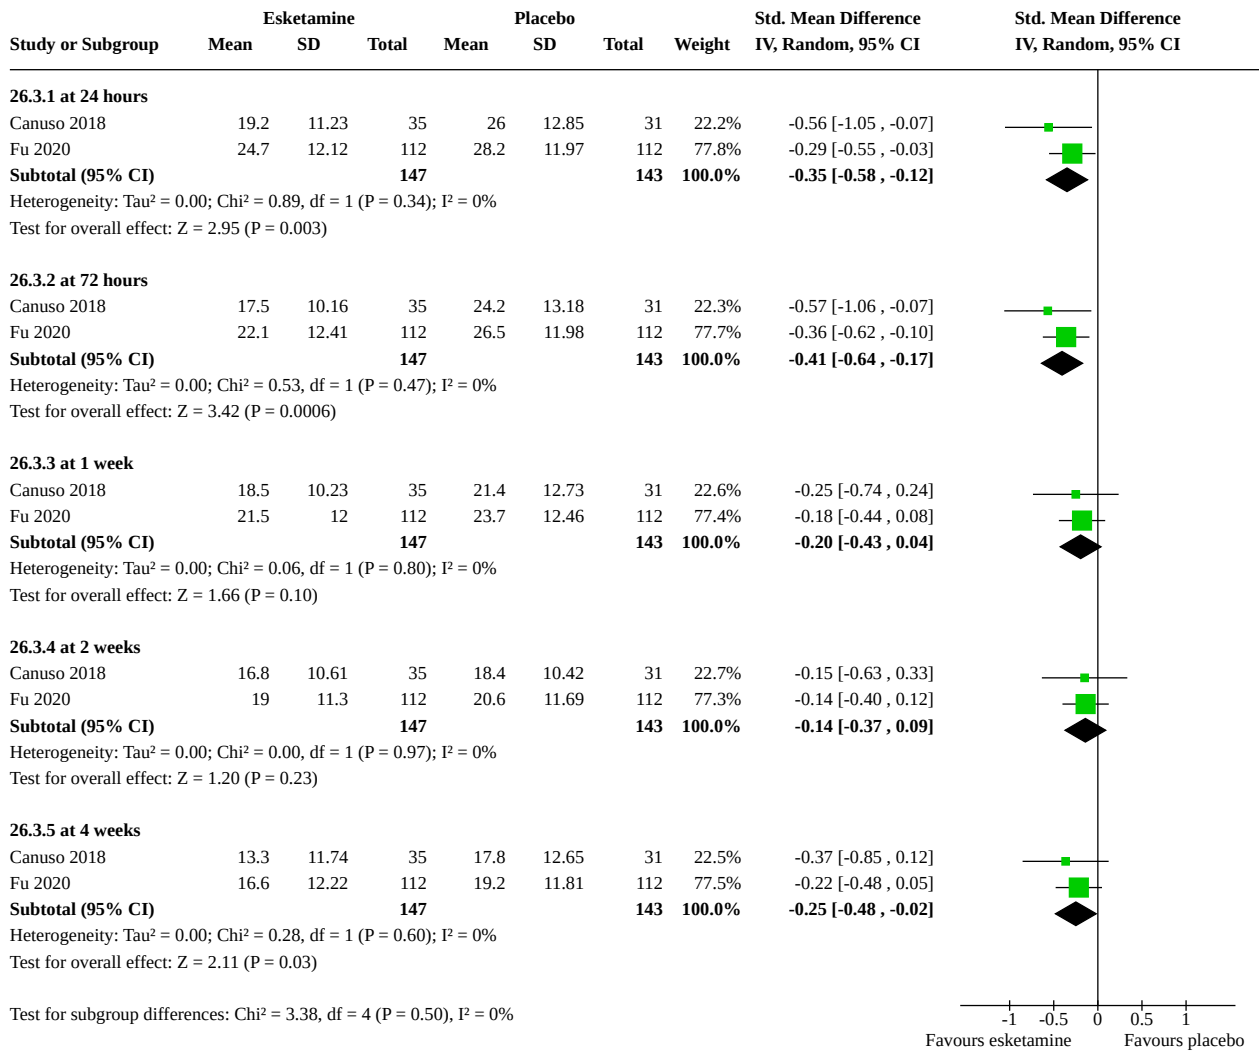 Esketamine Placebo Std. Mean Difference Std. Mean Difference
Study or Subgroup Mean SD Total Mean SD Total Weight IV, Random, 95% CI IV, Random, 95% CI
26.3.1 at 24 hours
Canuso 2018 19.2 11.23 35 26 12.85 31 22.2% -0.56 [-1.05 , -0.07]
Fu 2020 24.7 12.12 112 28.2 11.97 112 77.8% -0.29 [-0.55 , -0.03]
Subtotal (95% CI) 147 143 100.0% -0.35 [-0.58 , -0.12]
Heterogeneity: Tau² = 0.00; Chi² = 0.89, df = 1 (P = 0.34); I² = 0%
Test for overall effect: Z = 2.95 (P = 0.003)
26.3.2 at 72 hours
Canuso 2018 17.5 10.16 35 24.2 13.18 31 22.3% -0.57 [-1.06 , -0.07]
Fu 2020 22.1 12.41 112 26.5 11.98 112 77.7% -0.36 [-0.62 , -0.10]
Subtotal (95% CI) 147 143 100.0% -0.41 [-0.64 , -0.17]
Heterogeneity: Tau² = 0.00; Chi² = 0.53, df = 1 (P = 0.47); I² = 0%
Test for overall effect: Z = 3.42 (P = 0.0006)
26.3.3 at 1 week
Canuso 2018 18.5 10.23 35 21.4 12.73 31 22.6% -0.25 [-0.74 , 0.24]
Fu 2020 21.5 12 112 23.7 12.46 112 77.4% -0.18 [-0.44 , 0.08]
Subtotal (95% CI) 147 143 100.0% -0.20 [-0.43 , 0.04]
Heterogeneity: Tau² = 0.00; Chi² = 0.06, df = 1 (P = 0.80); I² = 0%
Test for overall effect: Z = 1.66 (P = 0.10)
26.3.4 at 2 weeks
Canuso 2018 16.8 10.61 35 18.4 10.42 31 22.7% -0.15 [-0.63 , 0.33]
Fu 2020 19 11.3 112 20.6 11.69 112 77.3% -0.14 [-0.40 , 0.12]
Subtotal (95% CI) 147 143 100.0% -0.14 [-0.37 , 0.09]
Heterogeneity: Tau² = 0.00; Chi² = 0.00, df = 1 (P = 0.97); I² = 0%
Test for overall effect: Z = 1.20 (P = 0.23)
26.3.5 at 4 weeks
Canuso 2018 13.3 11.74 35 17.8 12.65 31 22.5% -0.37 [-0.85 , 0.12]
Fu 2020 16.6 12.22 112 19.2 11.81 112 77.5% -0.22 [-0.48 , 0.05]
Subtotal (95% CI) 147 143 100.0% -0.25 [-0.48 , -0.02]
Heterogeneity: Tau² = 0.00; Chi² = 0.28, df = 1 (P = 0.60); I² = 0%
Test for overall effect: Z = 2.11 (P = 0.03)
Test for subgroup differences: Chi² = 3.38, df = 4 (P = 0.50), I² = 0%
-1 -0.5 0 0.5 1
Favours esketamine Favours placebo